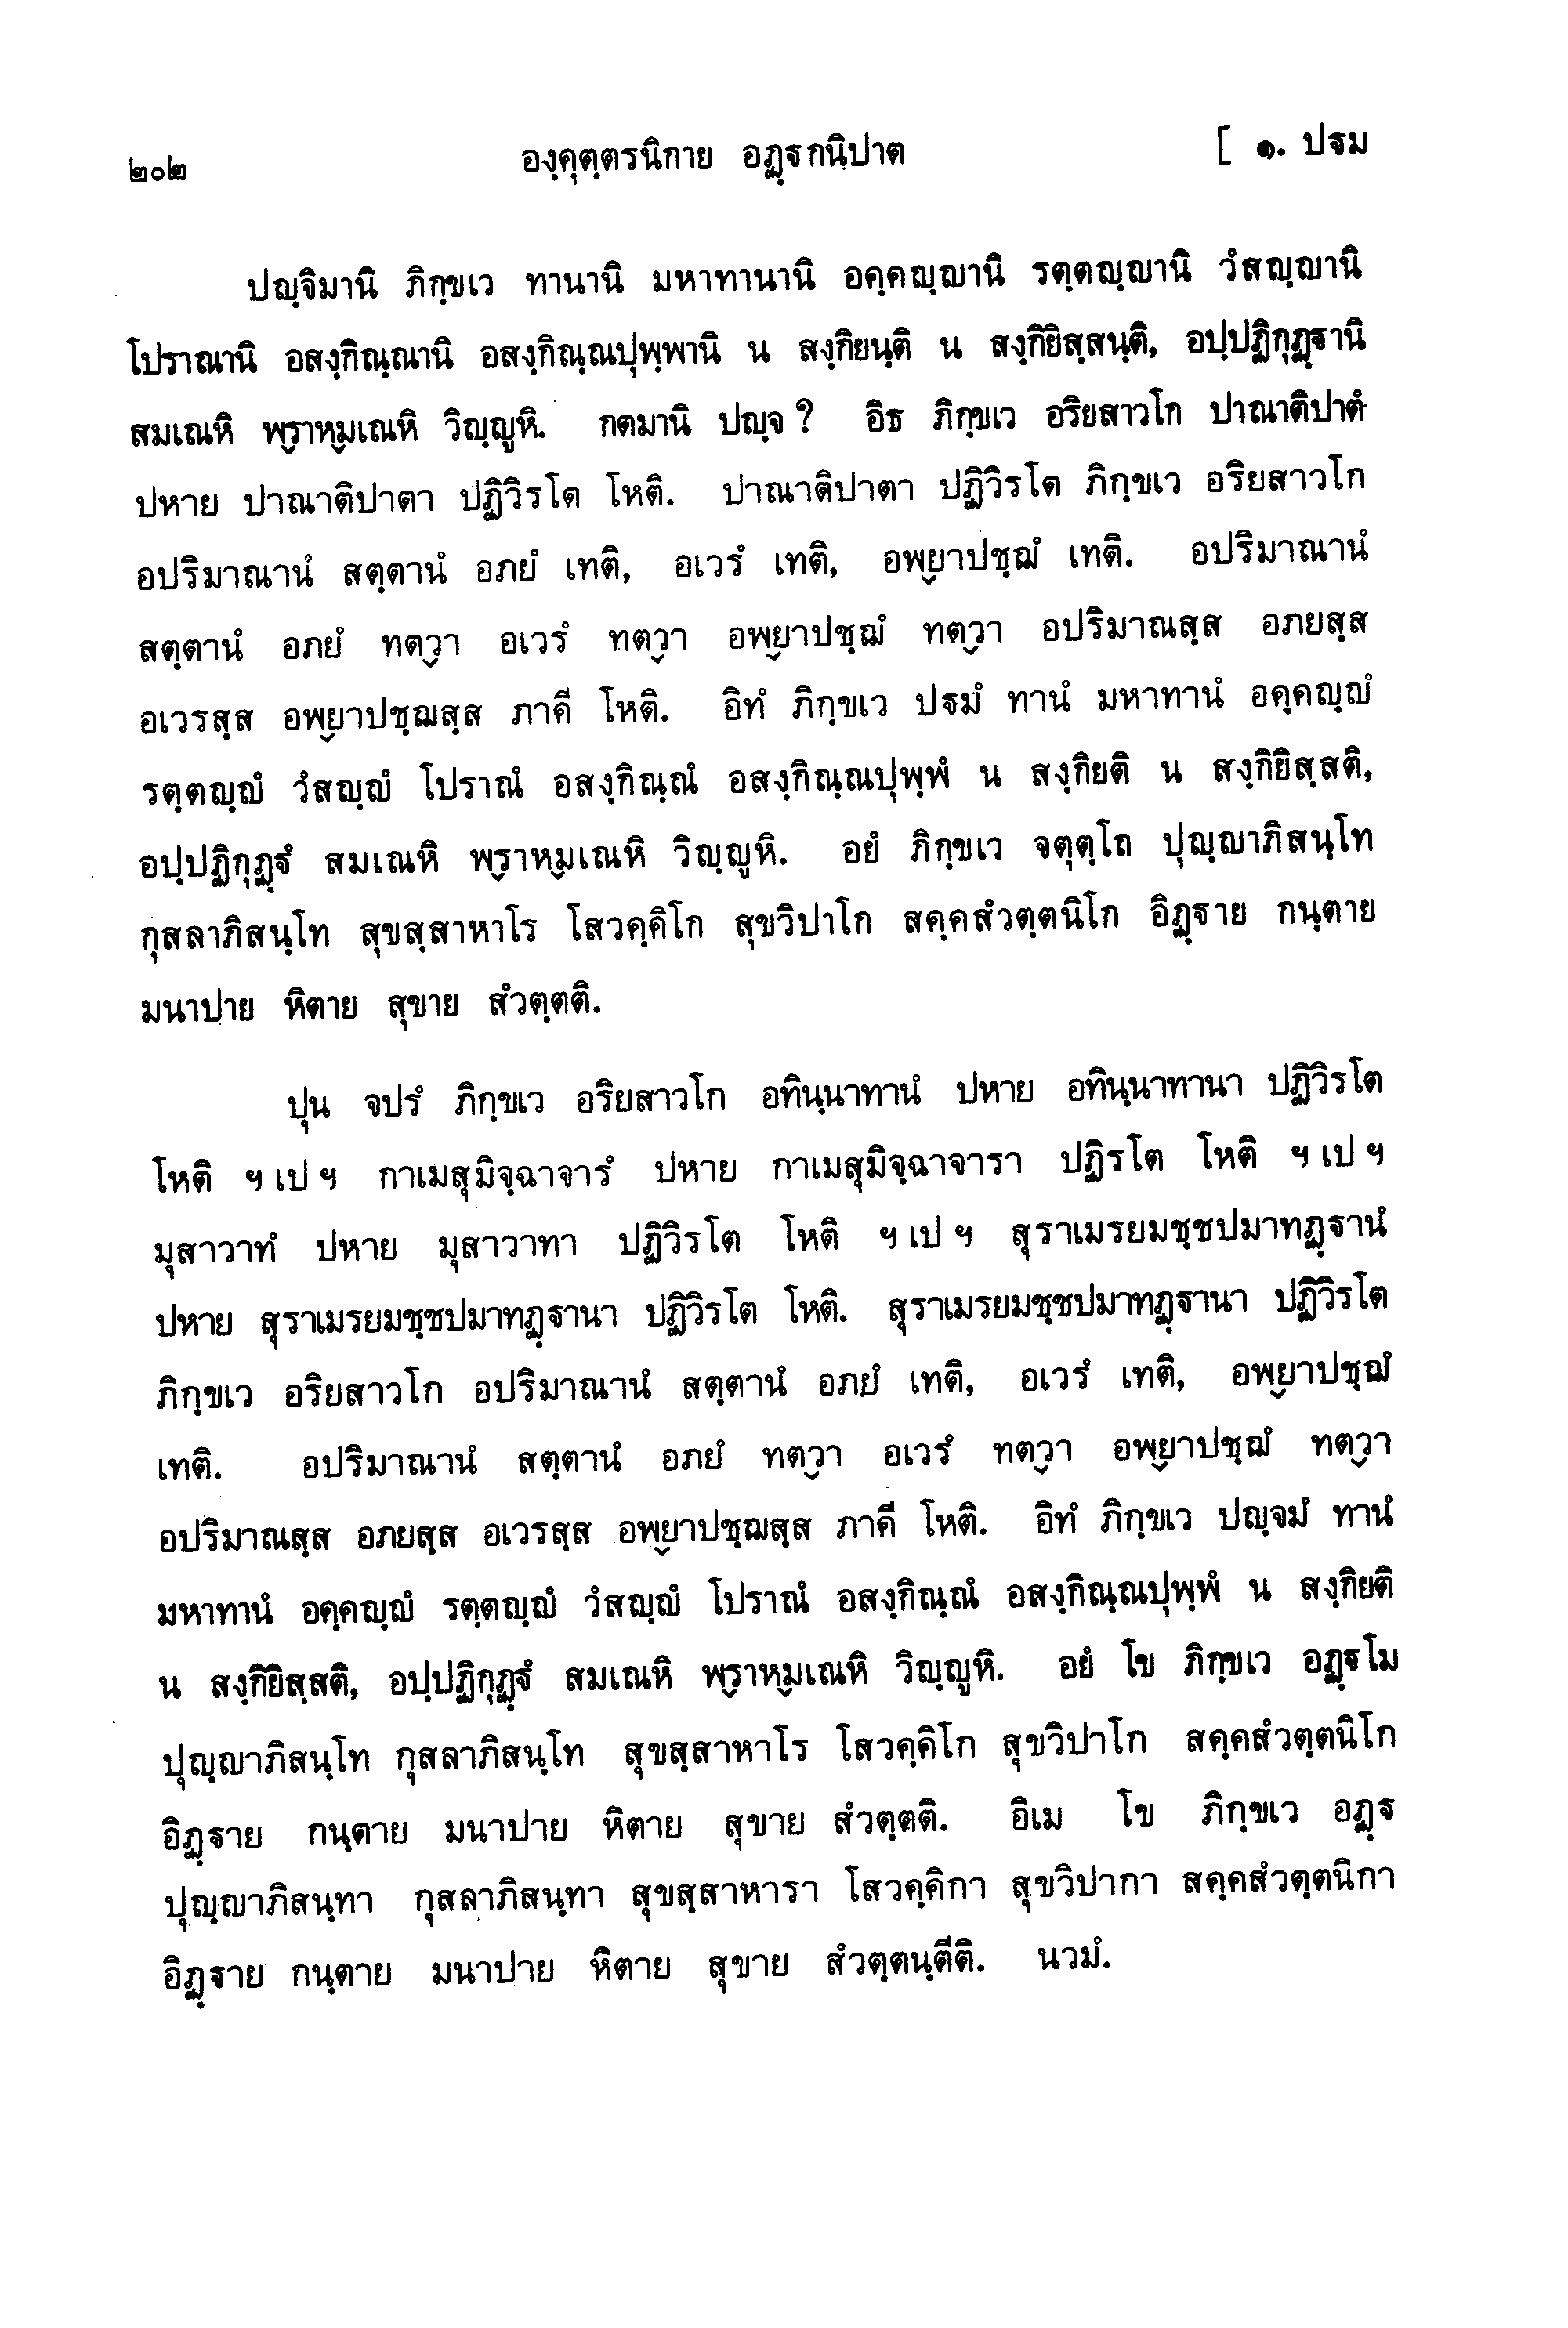 ๒๐๒ องฺคุตฺตรนิกาย อฏฺฐกนิปาต [ ๑. ปฐม
ปญฺจิมานิ ภิกฺขเว ทานานิ มหาทานานิ อคฺคญฺญานิ รตฺตญฺญานิ วํสญฺญานิ
โปราณานิ อสงฺกิณฺณานิ อสงฺกิณฺณปุพฺพานิ น สงฺกิยนฺติ น สงฺกิยิสฺสนฺติ, อปฺปฏิกุฏฺฐานิ
สมเณหิ พฺราหฺมเณหิ วิญฺญูหิ. กตมานิ ปญฺจ ? อิธ ภิกฺขเว อริยสาวโก ปาณาติปาตํ
ปหาย ปาณาติปาตา ปฏิวิรโต โหติ. ปาณาติปาตา ปฏิวิรโต ภิกฺขเว อริยสาวโก
อปริมาณานํ สตฺตานํ อภยํ เทติ, อเวรํ เทติ, อพฺยาปชฺฌํ เทติ. อปริมาณานํ
สตฺตานํ อภยํ ทตฺวา อเวรํ ทตฺวา อพฺยาปชฺฌํ ทตฺวา อปริมาณสฺส อภยสฺส
อเวรสฺส อพฺยาปชฺฌสฺส ภาคี โหติ. อิทํ ภิกฺขเว ปฐมํ ทานํ มหาทานํ อคฺคญฺญํ
รตฺตญฺญํ วํสญฺญํ โปราณํ อสงฺกิณฺณํ อสงฺกิณฺณปุพฺพํ น สงฺกิยติ น สงฺกิยิสฺสติ,
อปฺปฏิกุฏฺฐํ สมเณหิ พฺราหฺมเณหิ วิญฺญูหิ. อยํ ภิกฺขเว จตุตฺโถ ปุญฺญาภิสนฺโท
กุสลาภิสนฺโท สุขสฺสาหาโร โสวคฺคิโก สุขวิปาโก สคฺคสํวตฺตนิโก อิฏฺฐาย กนฺตาย
มนาปาย หิตาย สุขาย สํวตฺตติ.
ปุน จปรํ ภิกฺขเว อริยสาวโก อทินฺนาทานํ ปหาย อทินฺนาทานา ปฏิวิรโต
โหติ ฯ เป ฯ กาเมสุมิจฺฉาจารํ ปหาย กาเมสุมิจฺฉาจารา ปฏิรโต โหติ ฯ เป ฯ
มุสาวาทํ ปหาย มุสาวาทา ปฏิวิรโต โหติ ฯ เป ฯ สุราเมรยมชฺชปมาทฏฺฐานํ
ปหาย สุราเมรยมชฺชปมาทฏฺฐานา ปฏิวิรโต โหติ. สุราเมรยมชฺชปมาทฏฺฐานา ปฏิวิรโต
ภิกฺขเว อริยสาวโก อปริมาณานํ สตฺตานํ อภยํ เทติ, อเวรํ เทติ, อพฺยาปชฺฌํ
เทติ. อปริมาณานํ สตฺตานํ อภยํ ทตฺวา อเวรํ ทตฺวา อพฺยาปชฺฌํ ทตฺวา
อปริมาณสฺส อภยสฺส อเวรสฺส อพฺยาปชฺฌสฺส ภาคี โหติ. อิทํ ภิกฺขเว ปญฺจมํ ทานํ
มหาทานํ อคฺคญฺญํ รตฺตญฺญํ วํสญฺญํ โปราณํ อสงฺกิณฺณํ อสงฺกิณฺณปุพฺพํ น สงฺกิยติ
น สงฺกิยิสฺสติ, อปฺปฏิกุฏฺฐํ สมเณหิ พฺราหฺมเณหิ วิญฺญูหิ. อยํ โข ภิกฺขเว อฏฺฐโม
ปุญฺญาภิสนฺโท กุสลาภิสนฺโท สุขสฺสาหาโร โสวคฺคิโก สุขวิปาโก สคฺคสํวตฺตนิโก
อิฏฺฐาย กนฺตาย มนาปาย หิตาย สุขาย สํวตฺตติ. อิเม โข ภิกฺขเว อฏฺฐ
ปุญฺญาภิสนฺทา กุสลาภิสนฺทา สุขสฺสาหารา โสวคฺคิกา สุขวิปากา สคฺคสํวตฺตนิกา
อิฏฺฐาย กนฺตาย มนาปาย หิตาย สุขาย สํวตฺตนฺตีติ. นวมํ.